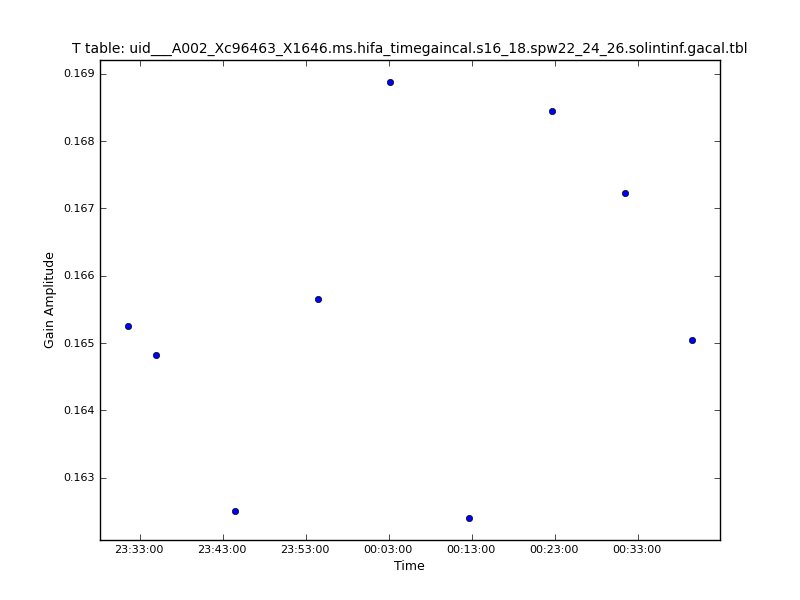 T table: uid___A002_Xc96463_X1646.ms.hifa_timegaincal.s16_18.spw22_24_26.solintinf.gacal.tbl
0.169
0.168
0.167
0.166
0.165
0.164
0.163
Gain Amplitude
23:33:00 23:43:00 23:53:00 00:03:00 00:13:00 00:23:00 00:33:00
Time